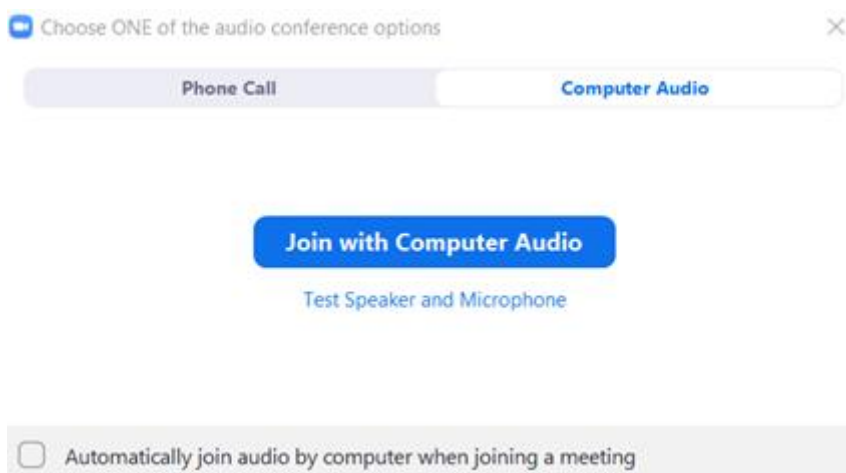 Choose ONE of the audio conference options
Phone Call Computer Audio
Join with Computer Audio
Test Speaker and Microphone
Automatically join audio by computer when joining a meeting